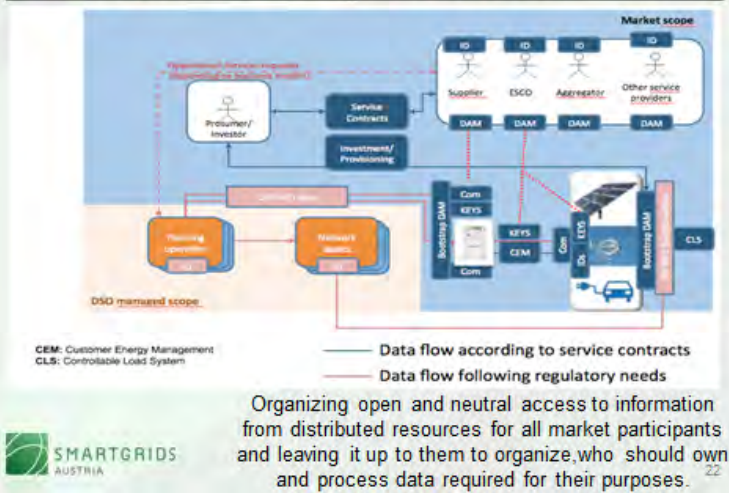 Market scope
ID
ID
ID
ID
Supplier
ESCO
Aggregator
Other service
providers
DAM
DAM
DAM
DAM
Prosumer/
Investor
Service
Contracts
Investment/
Provisioning
Planning
Network
DSO managed scope
Bootstrap DAM
Com
KEYS
Com
KEYS
CEM
Com
KEYS
IDs
Bootstrap DAM
CLS
CEM: Customer Energy Management
CLS: Controllable Load System
Data flow according to service contracts
Data flow following regulatory needs
Organizing open and neutral access to information
from distributed resources for all market participants
and leaving it up to them to organize,who should own
and process data required for their purposes.
22
SMARTGRIDS
AUSTRIA